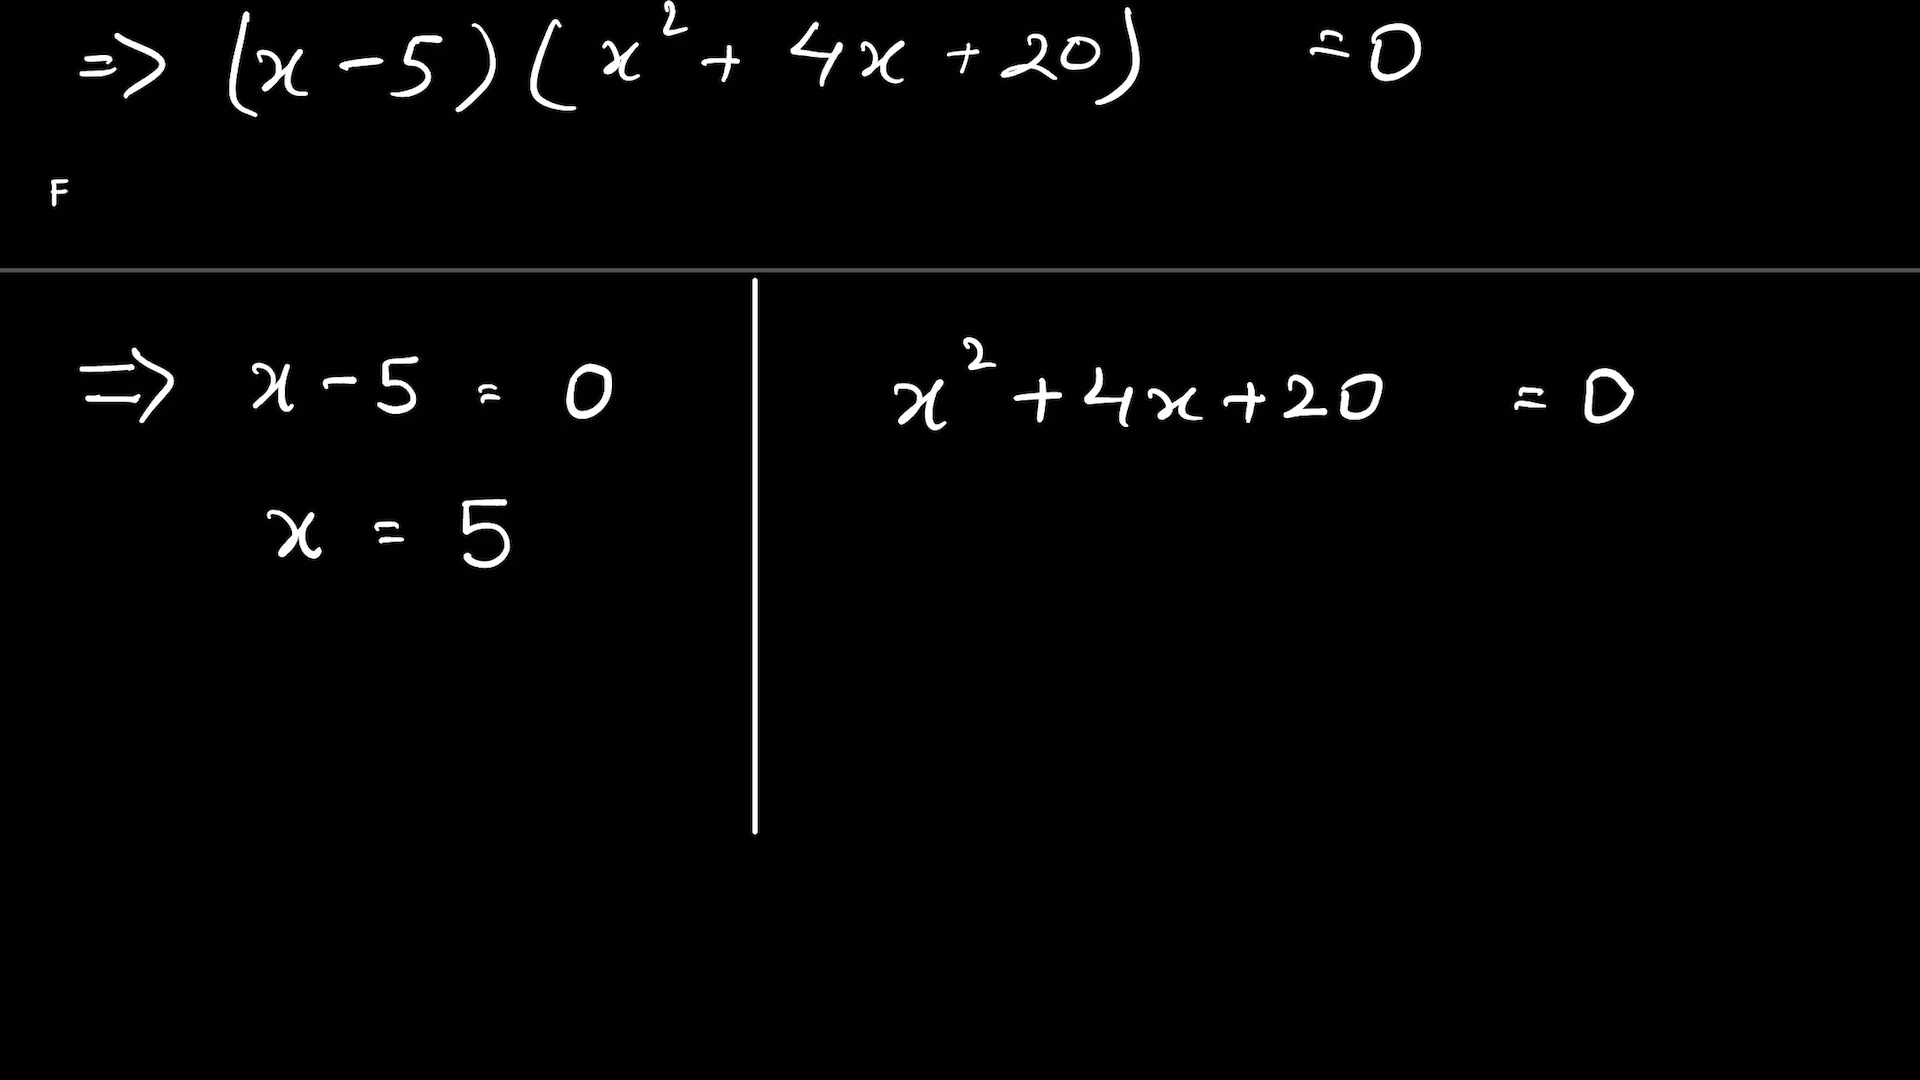 => (x-5)(x² + 4x + 20) = 0
F
=> x-5 = 0
x = 5
x² + 4x + 20 = 0